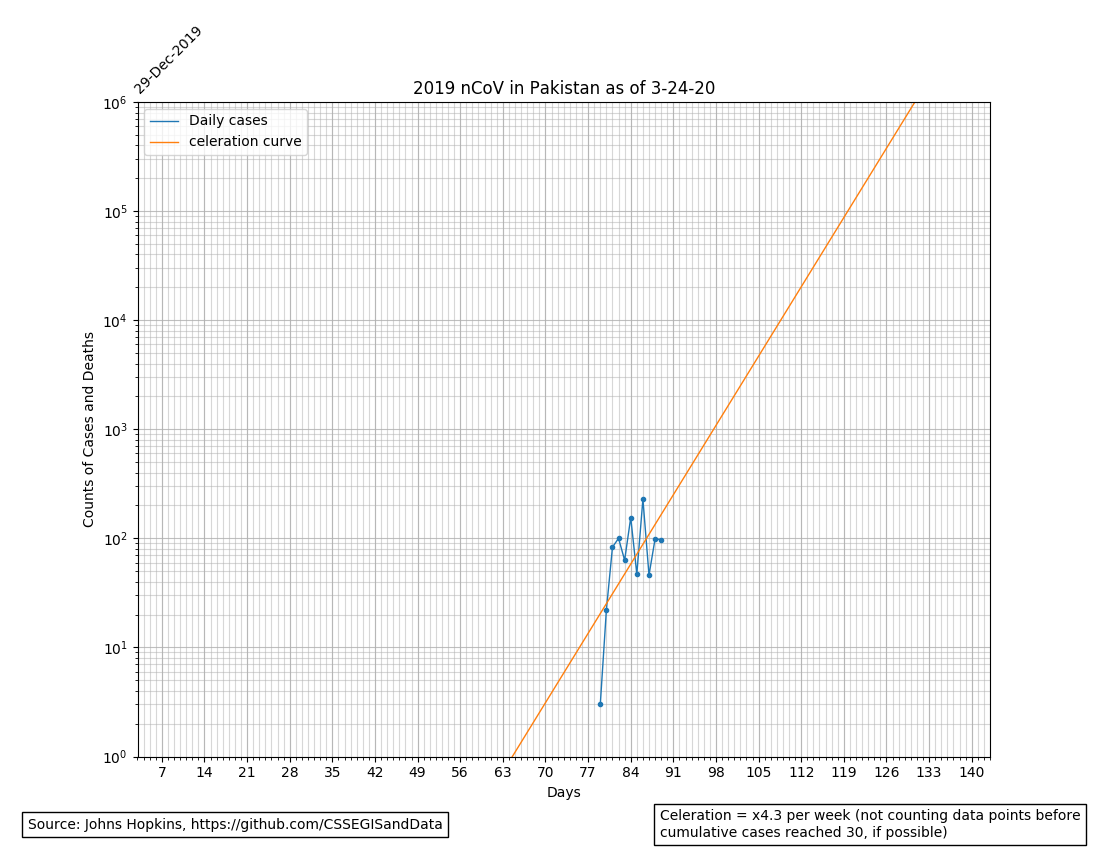 29-Dec-2019
2019 nCoV in Pakistan as of 3-24-20
Daily cases
celeration curve
Counts of Cases and Deaths
10^6
10^5
10^4
10^3
10^2
10^1
10^0
7 14 21 28 35 42 49 56 63 70 77 84 91 98 105 112 119 126 133 140
Days
Source: Johns Hopkins, https://github.com/CSSEGISandData
Celeration = x4.3 per week (not counting data points before
cumulative cases reached 30, if possible)